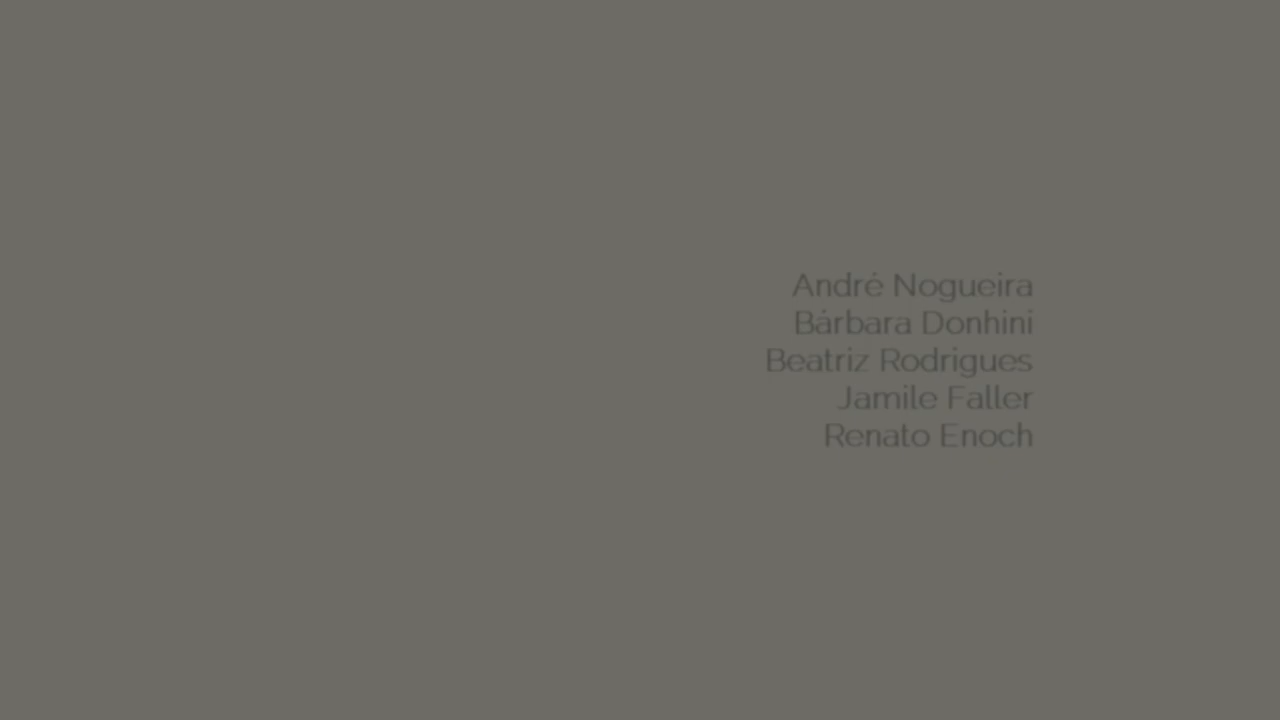 André Nogueira
Bárbara Donhini
Beatriz Rodrigues
Jamile Faller
Renato Enoch